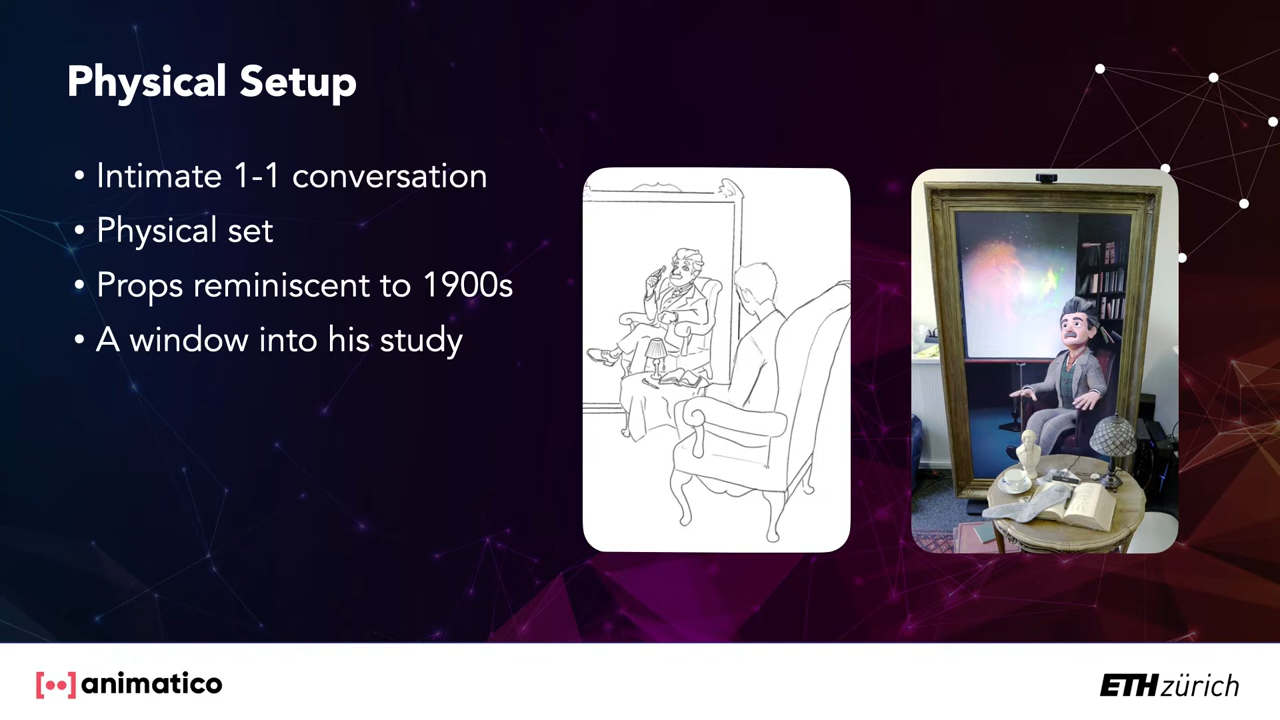 Physical Setup
• Intimate 1-1 conversation
• Physical set
• Props reminiscent to 1900s
• A window into his study
[••] animatico
ETH zürich